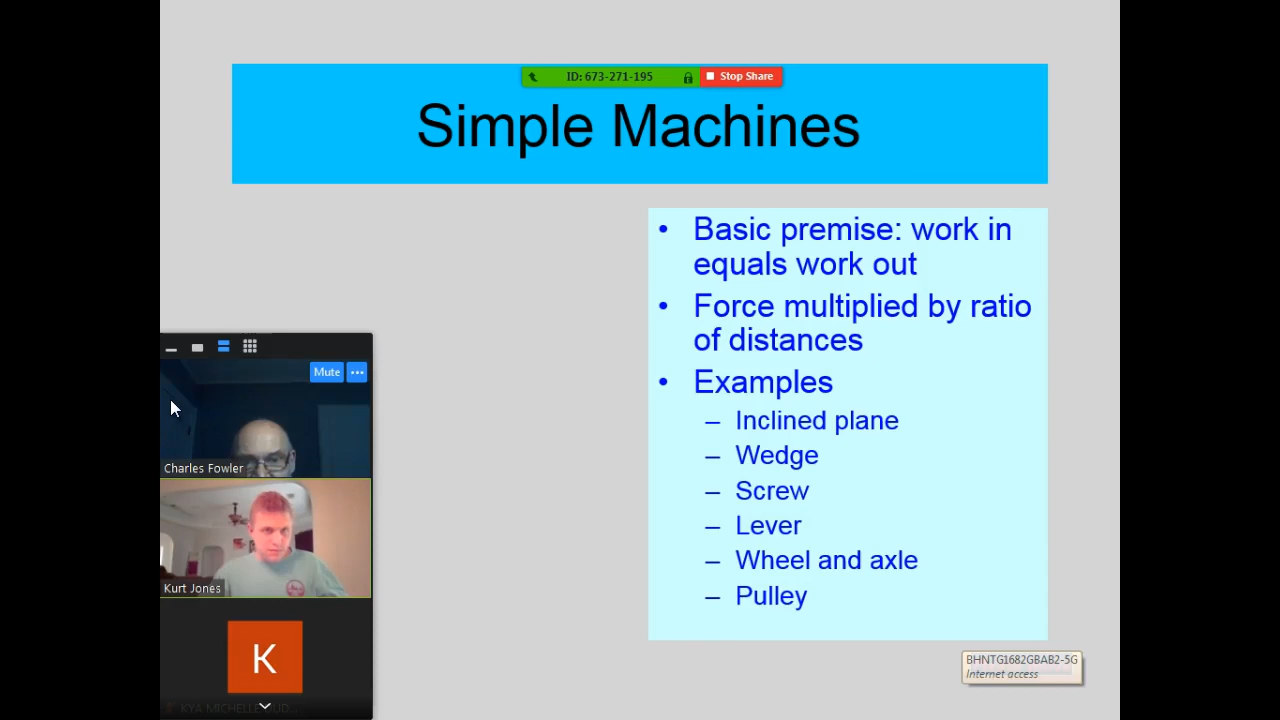 ID: 673-271-195
Stop Share
Simple Machines
• Basic premise: work in
equals work out
• Force multiplied by ratio
of distances
• Examples
– Inclined plane
– Wedge
– Screw
– Lever
– Wheel and axle
– Pulley
Mute
Charles Fowler
Kurt Jones
K
KYA MICHELLE
BHNTG1682GBAB2-5G
Internet access